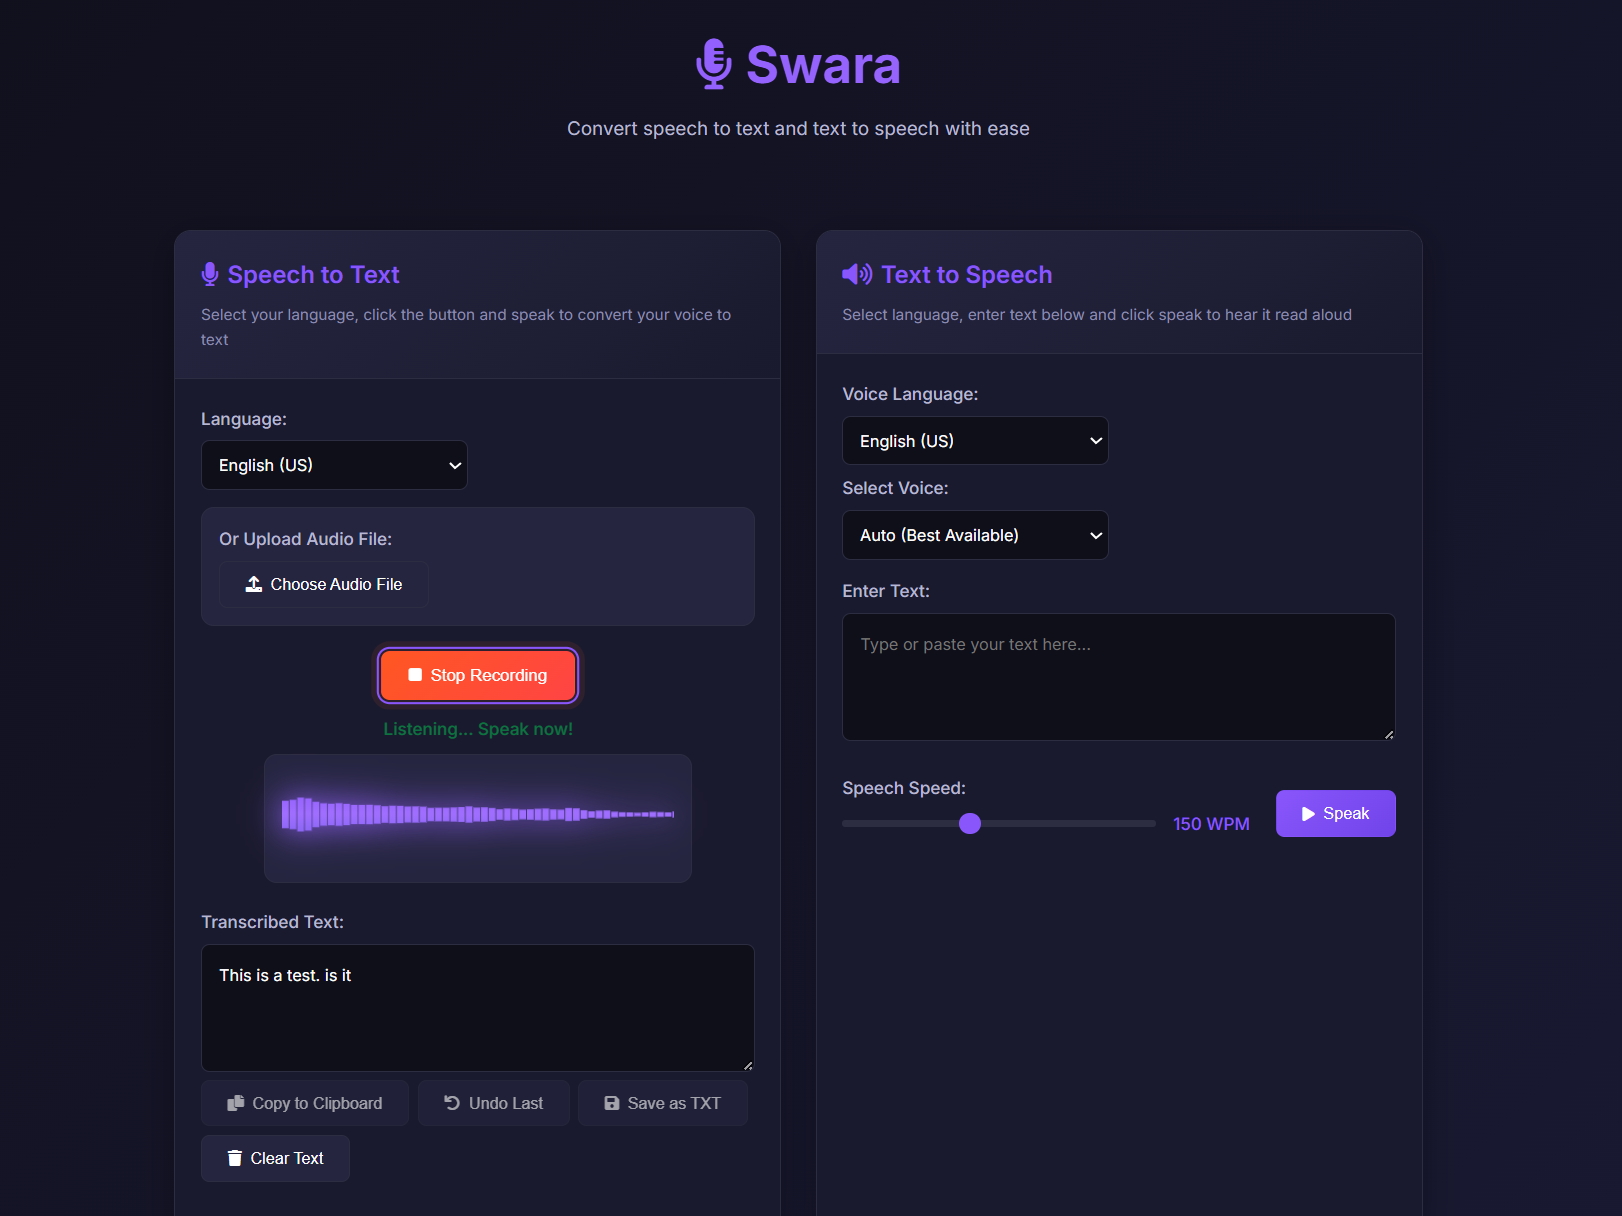 Swara
Convert speech to text and text to speech with ease
Speech to Text
Select your language, click the button and speak to convert your voice to
text
Language:
English (US)
Or Upload Audio File:
Choose Audio File
Stop Recording
Listening... Speak now!
Transcribed Text:
This is a test. is it
Copy to Clipboard
Undo Last
Save as TXT
Clear Text
Text to Speech
Select language, enter text below and click speak to hear it read aloud
Voice Language:
English (US)
Select Voice:
Auto (Best Available)
Enter Text:
Type or paste your text here...
Speech Speed:
150 WPM
Speak